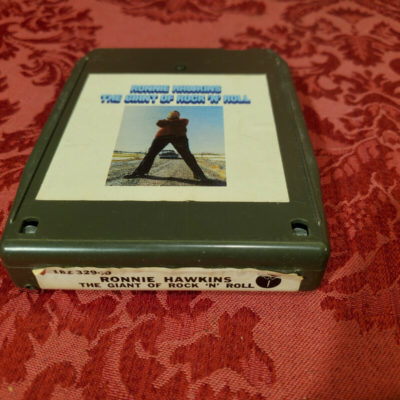 RONNIE HAWKINS
THE GIANT OF ROCK 'N' ROLL
RONNIE HAWKINS
THE GIANT OF ROCK 'N' ROLL